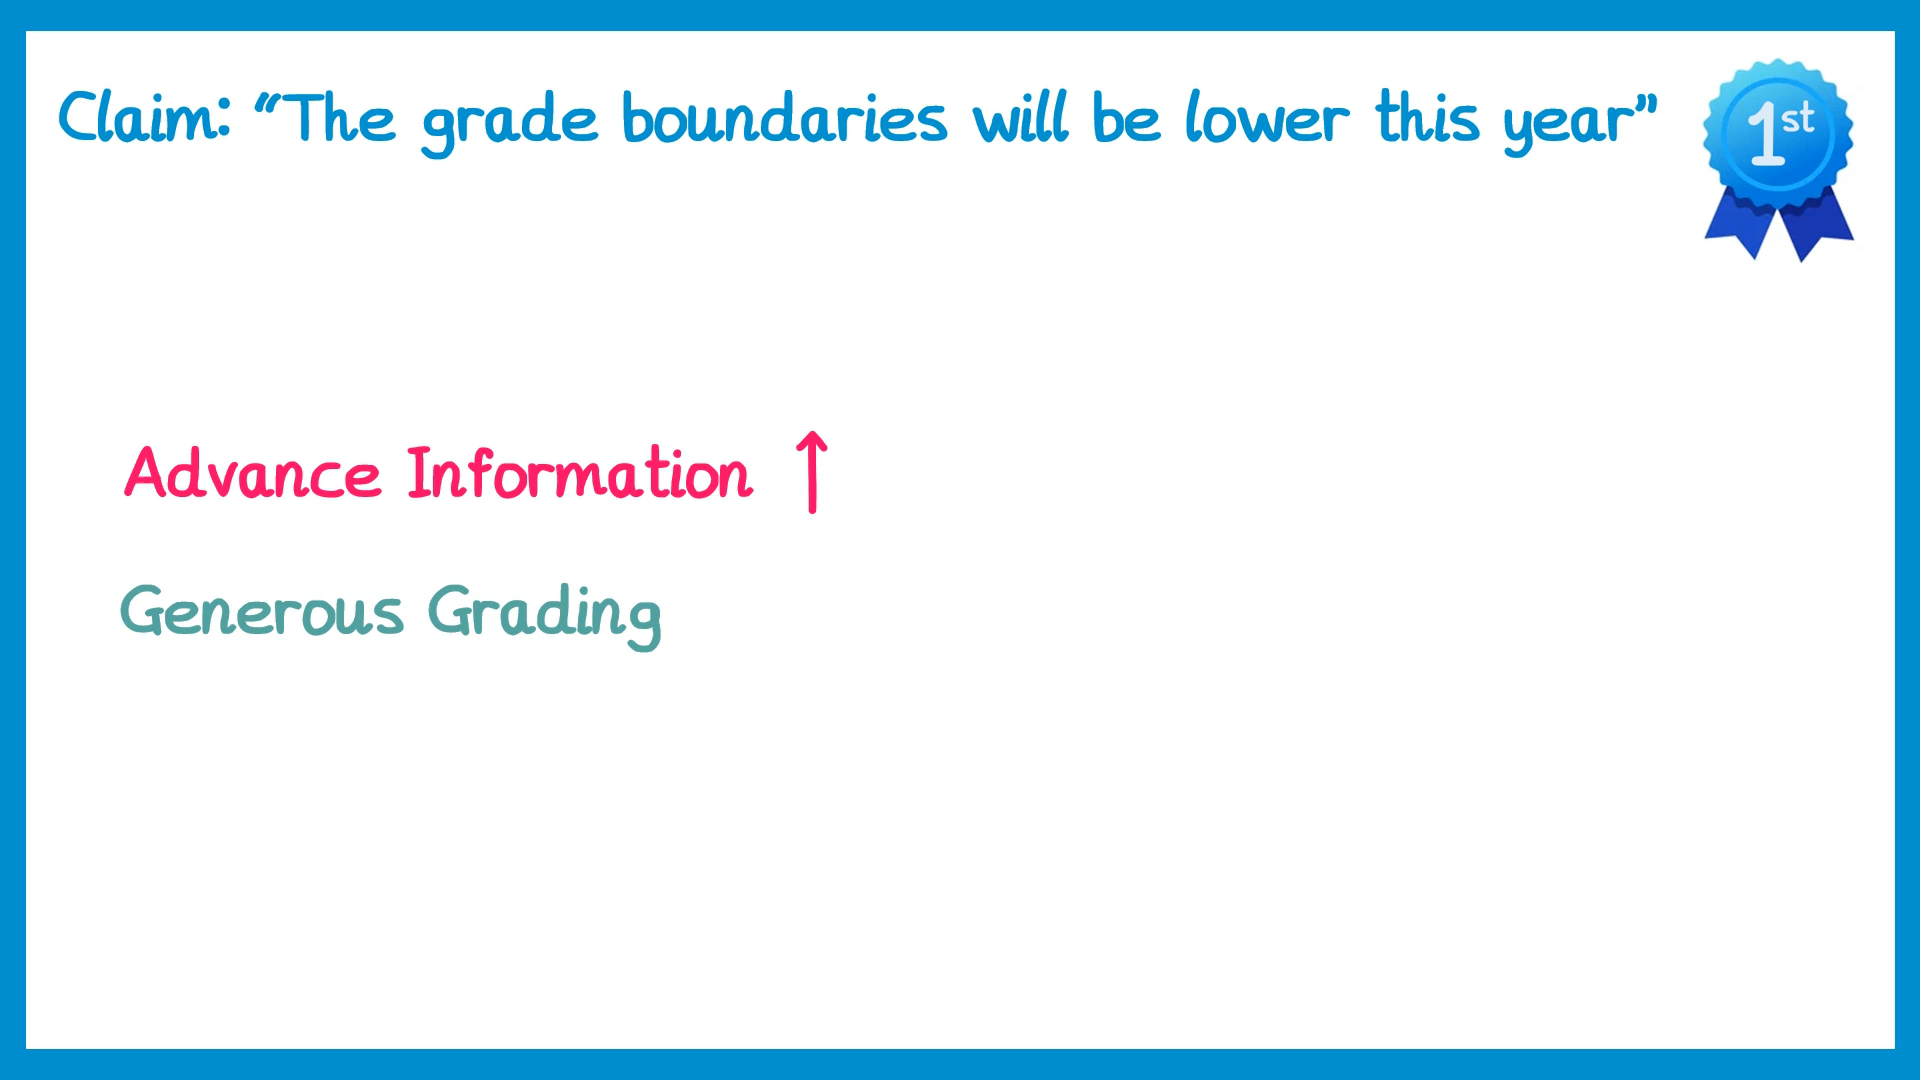 Claim: “The grade boundaries will be lower this year”
1st
Advance Information ↑
Generous Grading